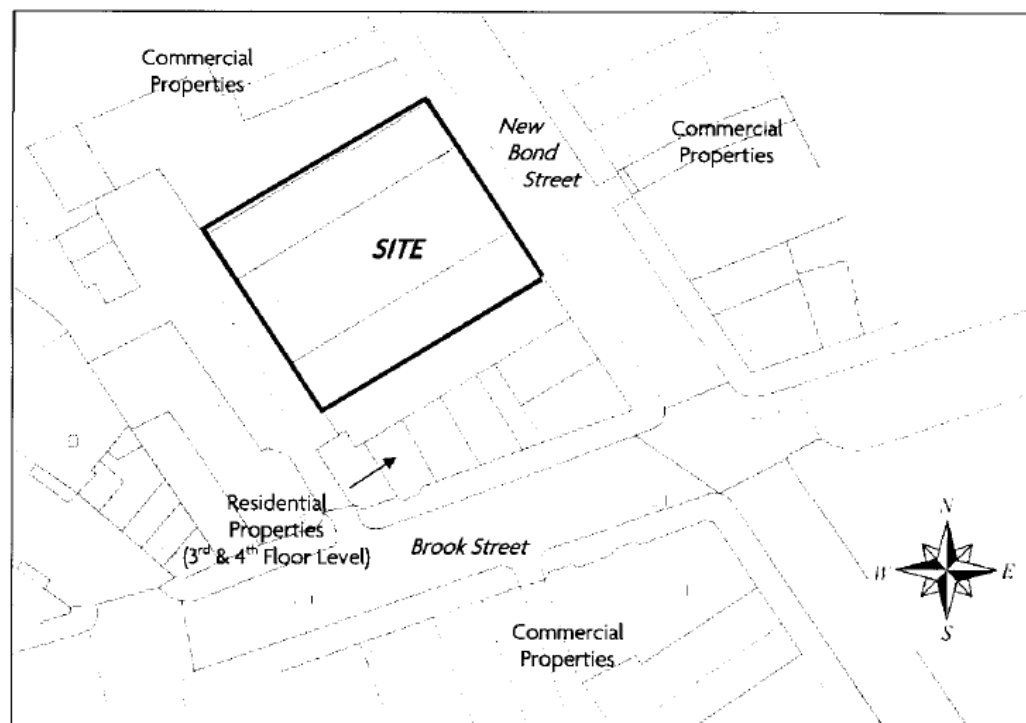 Commercial
Properties
New
Bond
Street
Commercial
Properties
SITE
Residential
Properties
(3rd & 4th Floor Level)
Brook Street
N
W
E
S
Commercial
Properties